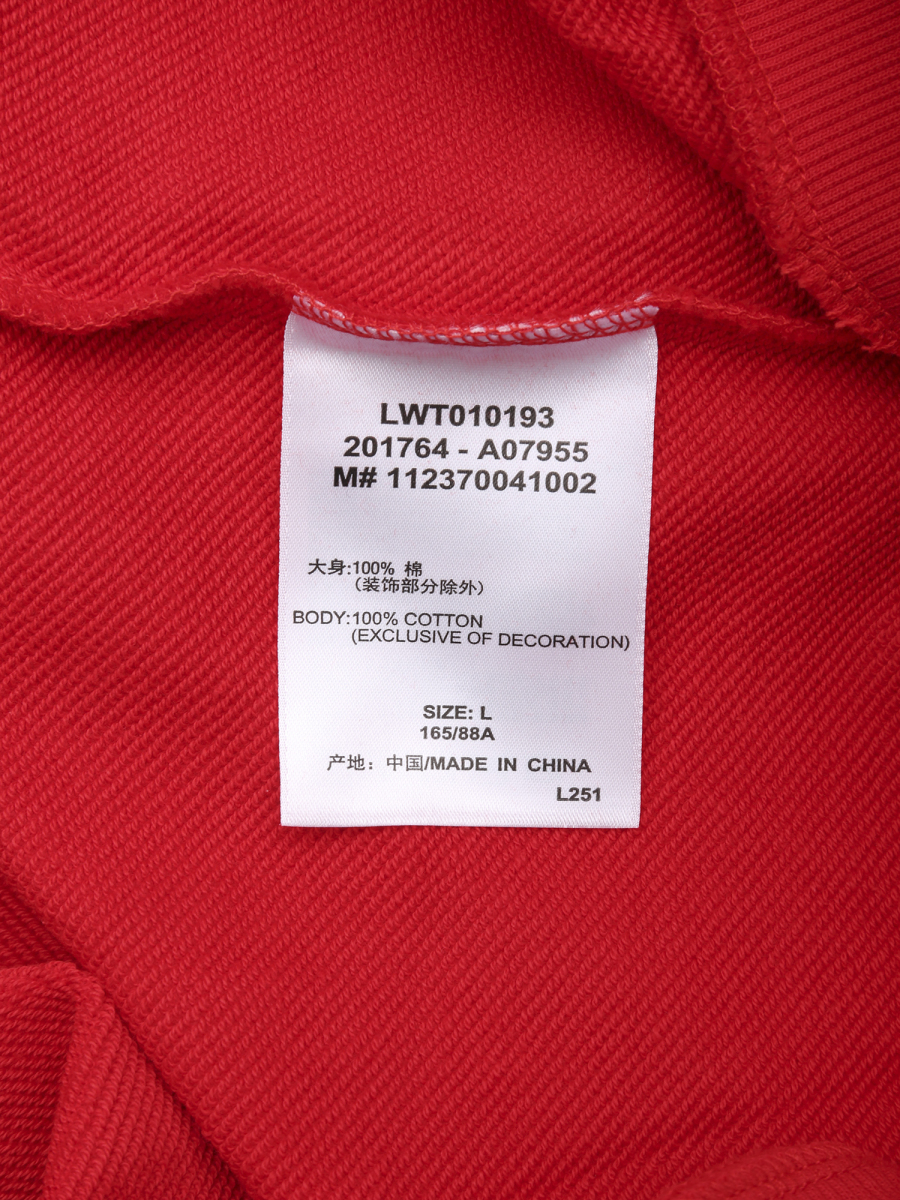 LWT010193
201764 - A07955
M# 112370041002
大身:100% 棉
(装饰部分除外)
BODY:100% COTTON
(EXCLUSIVE OF DECORATION)
SIZE: L
165/88A
产地：中国/MADE IN CHINA
L251